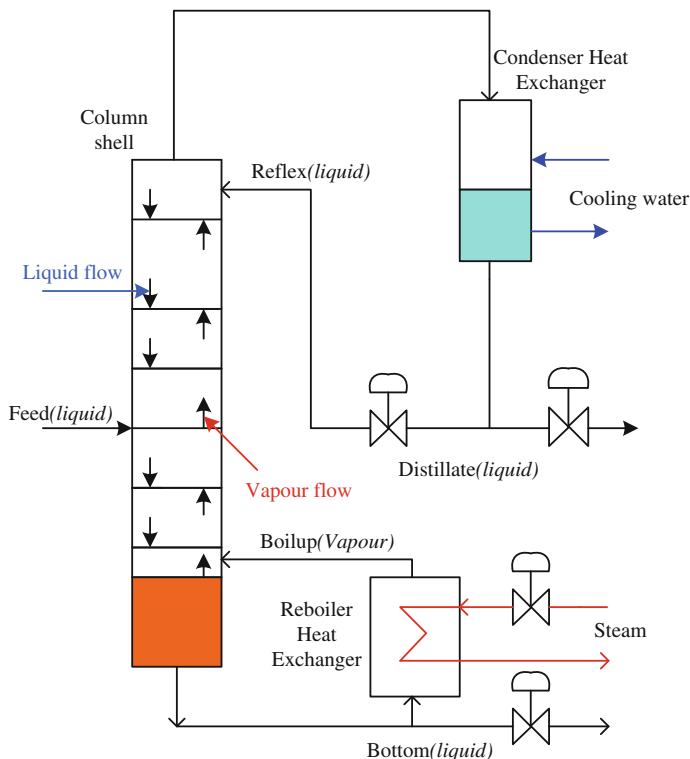 Condenser Heat
Exchanger
Column
shell
Reflex(liquid)
Cooling water
Liquid flow
Feed(liquid)
Distillate(liquid)
Vapour flow
Boilup(Vapour)
Reboiler
Heat
Exchanger
Steam
Bottom(liquid)